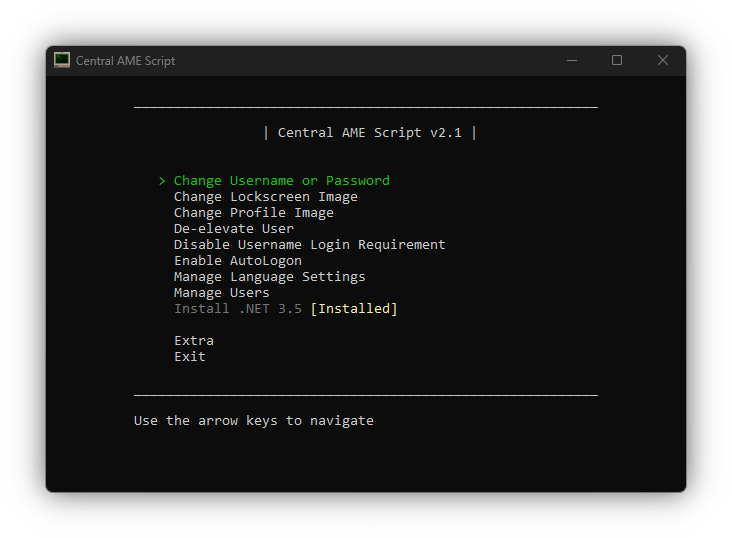 Central AME Script
| Central AME Script v2.1 |
> Change Username or Password
Change Lockscreen Image
Change Profile Image
De-elevate User
Disable Username Login Requirement
Enable AutoLogon
Manage Language Settings
Manage Users
Install .NET 3.5 [Installed]
Extra
Exit
Use the arrow keys to navigate